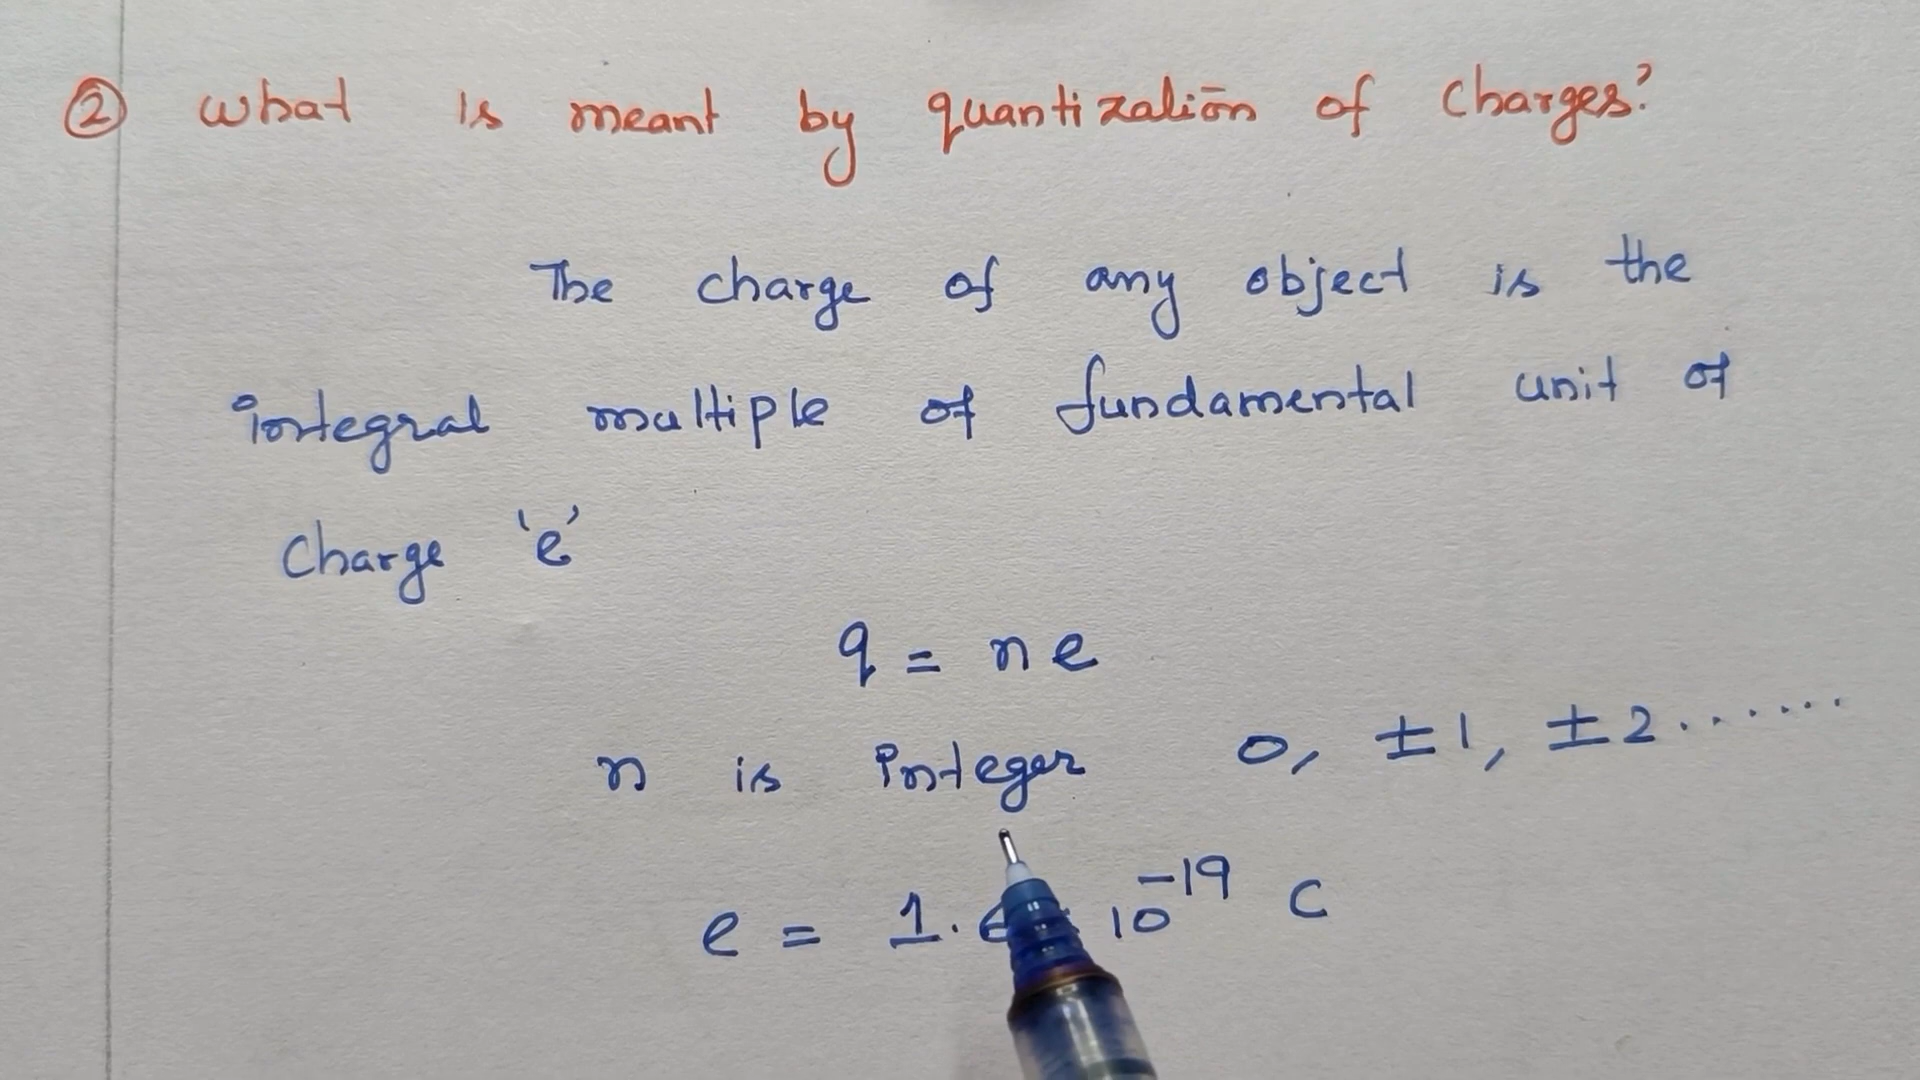 ② What is meant by quantization of charges?
The charge of any object is the
integral multiple of fundamental unit of
Charge 'e'
q = ne
n is integer 0, ±1, ±2.......
e = 1. 10⁻¹⁹ C